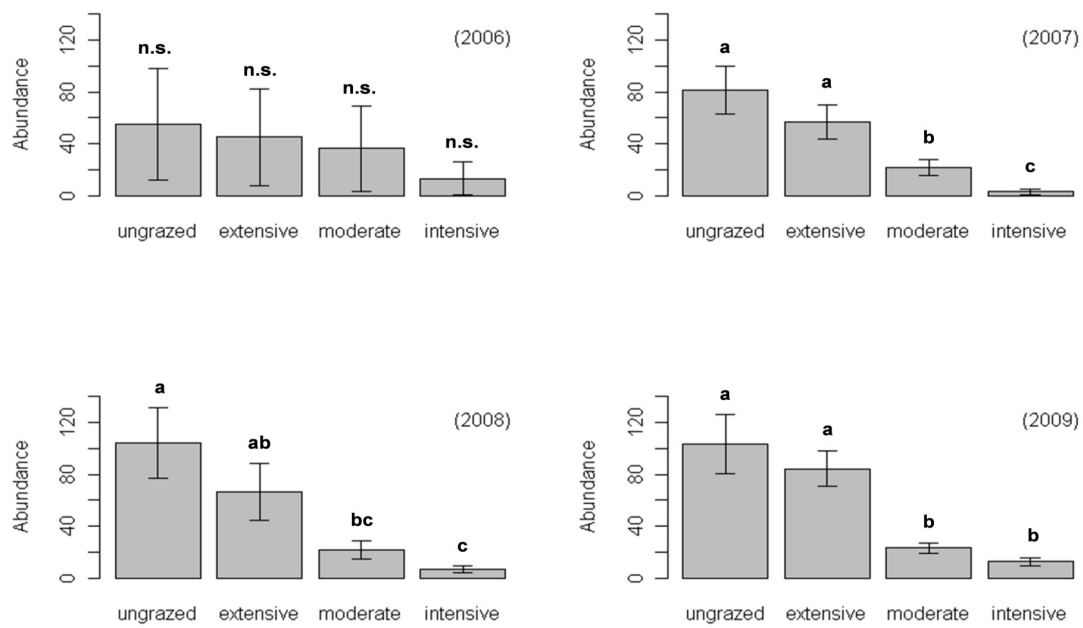 (2006)
Abundance
120
80
40
0
n.s.
n.s.
n.s.
n.s.
ungrazed extensive moderate intensive
(2007)
Abundance
120
80
40
0
a
a
b
c
ungrazed extensive moderate intensive
(2008)
Abundance
120
80
40
0
a
ab
bc
c
ungrazed extensive moderate intensive
(2009)
Abundance
120
80
40
0
a
a
b
b
ungrazed extensive moderate intensive